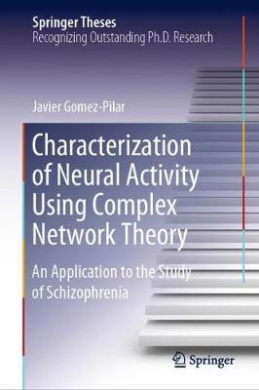 Springer Theses
Recognizing Outstanding Ph.D. Research
Javier Gomez-Pilar
Characterization
of Neural Activity
Using Complex
Network Theory
An Application to the Study
of Schizophrenia
Springer